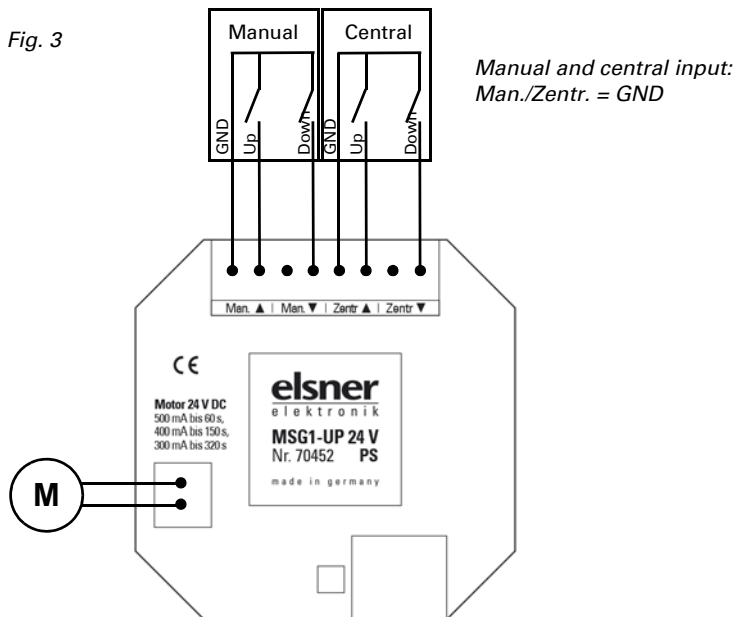 Fig. 3
Manual
Central
Manual and central input:
Man./Zentr. = GND
GND
Up
Down
GND
Up
Down
Man. ▲ | Man. ▼ | Zentr ▲ | Zentr ▼
CE
Motor 24 V DC
500 mA bis 60 s,
400 mA bis 150 s,
300 mA bis 320 s
elsner
elektronik
MSG1-UP 24 V
Nr. 70452 PS
made in germany
M